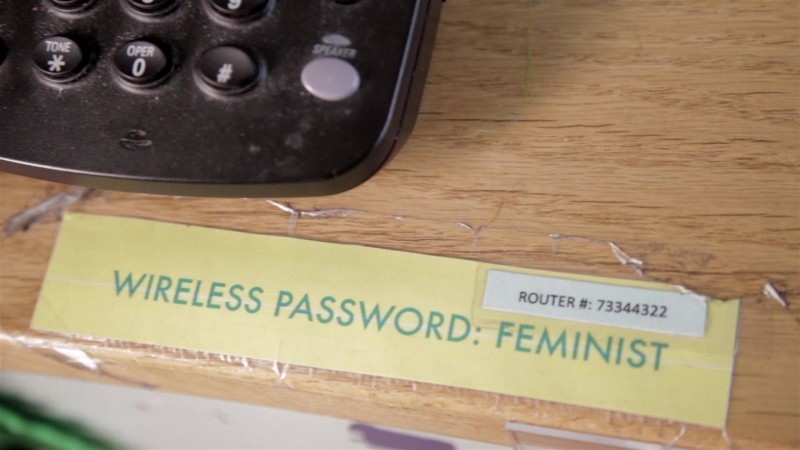 TONE
*
OPER
0
#
SPEAKER
ROUTER #: 73344322
WIRELESS PASSWORD: FEMINIST